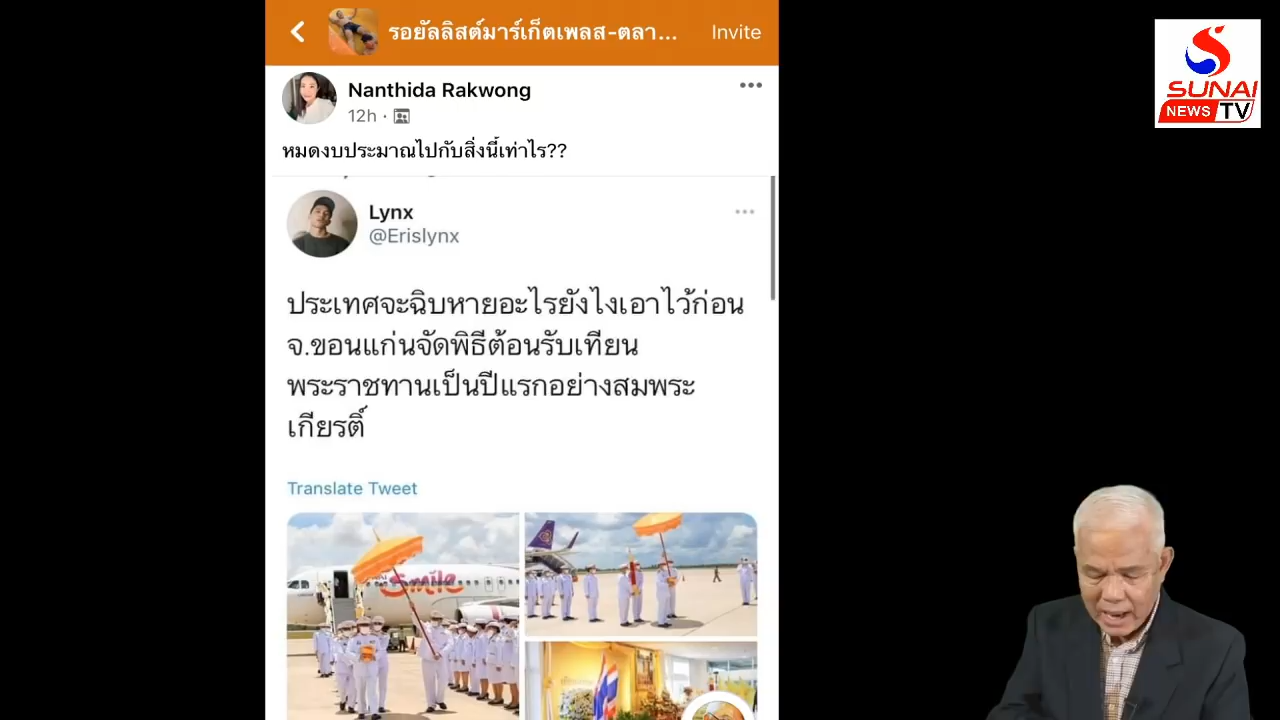 รอยัลลิสต์มาร์เก็ตเพลส-ตลา...
Invite
SUNAI
NEWS TV
Nanthida Rakwong
12h ·
หมดงบประมาณไปกับสิ่งนี้เท่าไร??
Lynx
@Erislynx
ประเทศจะฉิบหายอะไรยังไงเอาไว้ก่อน
จ.ขอนแก่นจัดพิธีต้อนรับเทียน
พระราชทานเป็นปีแรกอย่างสมพระ
เกียรติ์
Translate Tweet
Smile